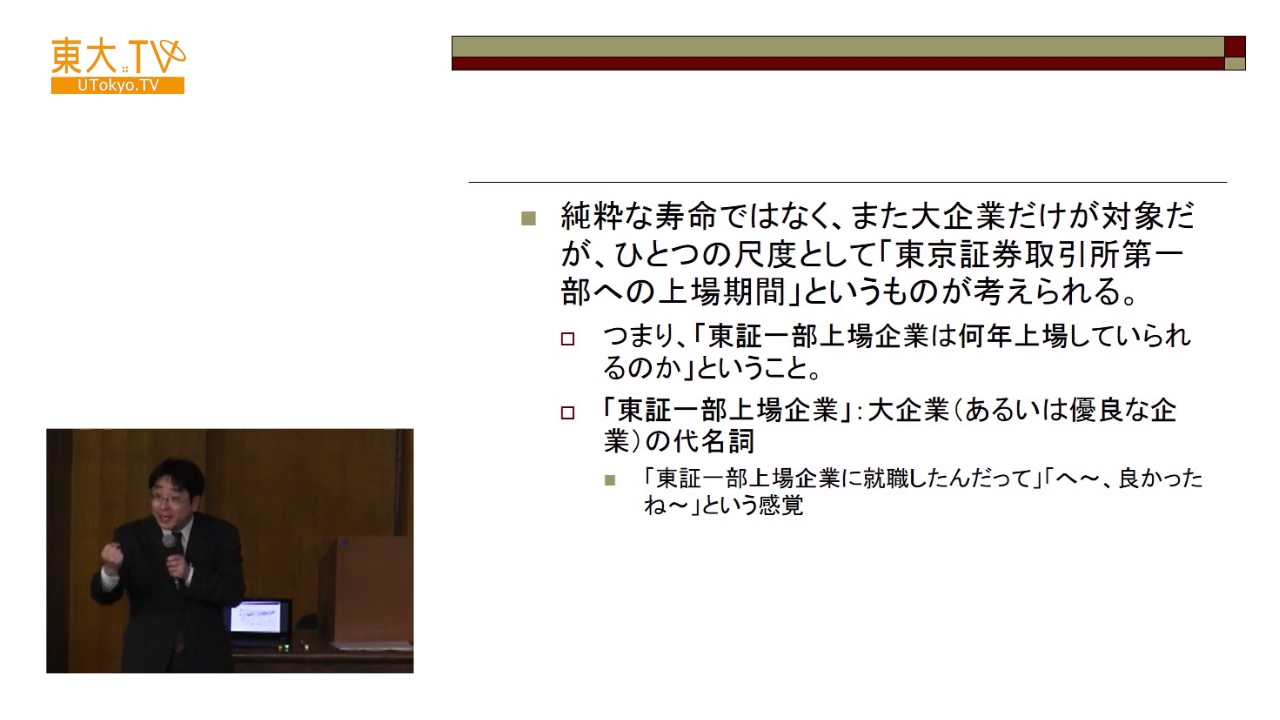 東大.TV
UTokyo.TV
純粋な寿命ではなく、また大企業だけが対象だ
が、ひとつの尺度として「東京証券取引所第一
部への上場期間」というものが考えられる。
つまり、「東証一部上場企業は何年上場していられ
るのか」ということ。
「東証一部上場企業」：大企業（あるいは優良な企
業）の代名詞
「東証一部上場企業に就職したんだって」「へ～、良かった
ね～」という感覚